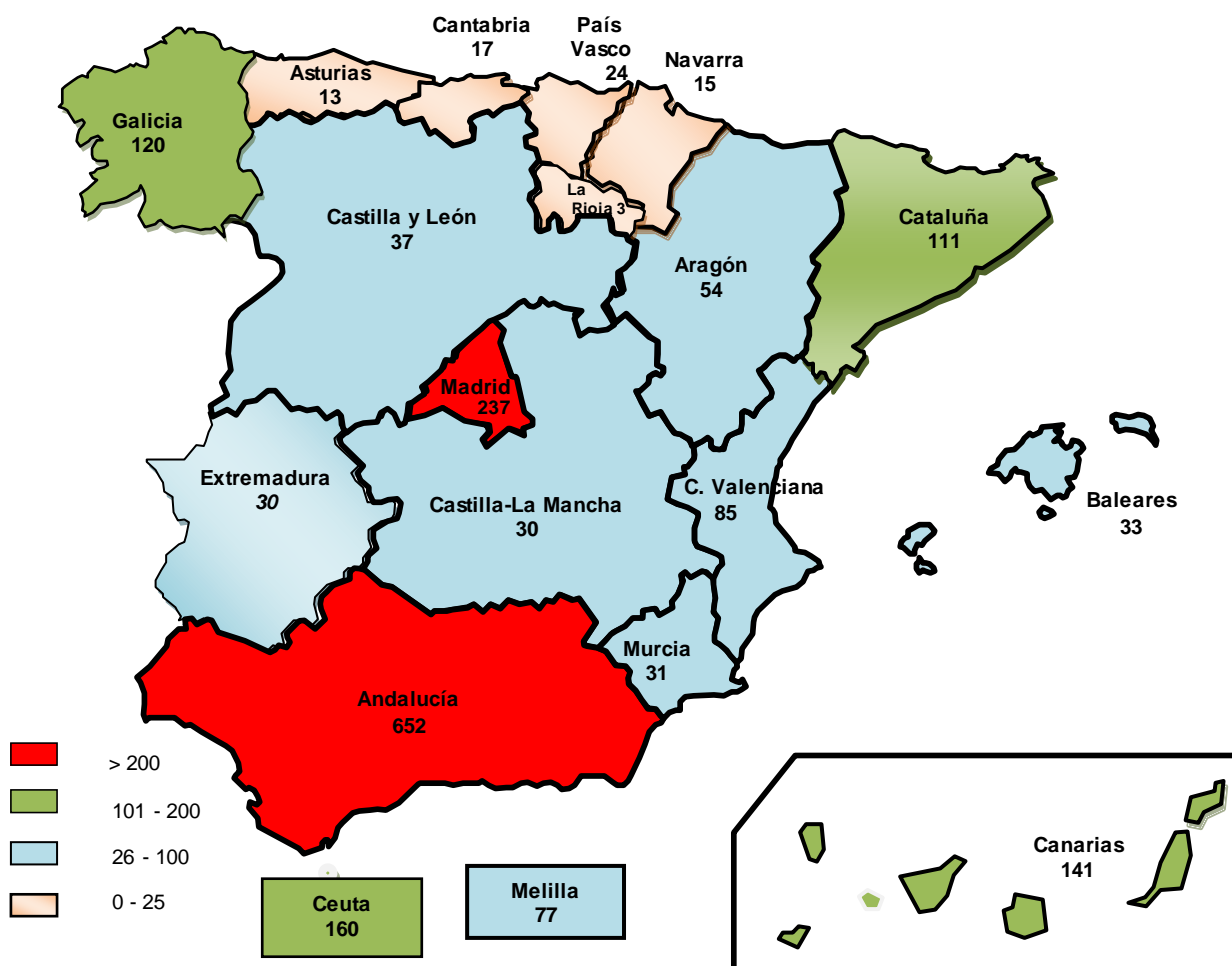 Cantabria
17
País
Vasco
24
Navarra
15
Asturias
13
Galicia
120
La
Rioja 3
Castilla y León
37
Cataluña
111
Aragón
54
Madrid
237
Extremadura
30
Castilla-La Mancha
30
C. Valenciana
85
Baleares
33
Murcia
31
Andalucía
652
> 200
101 - 200
26 - 100
0 - 25
Ceuta
160
Melilla
77
Canarias
141